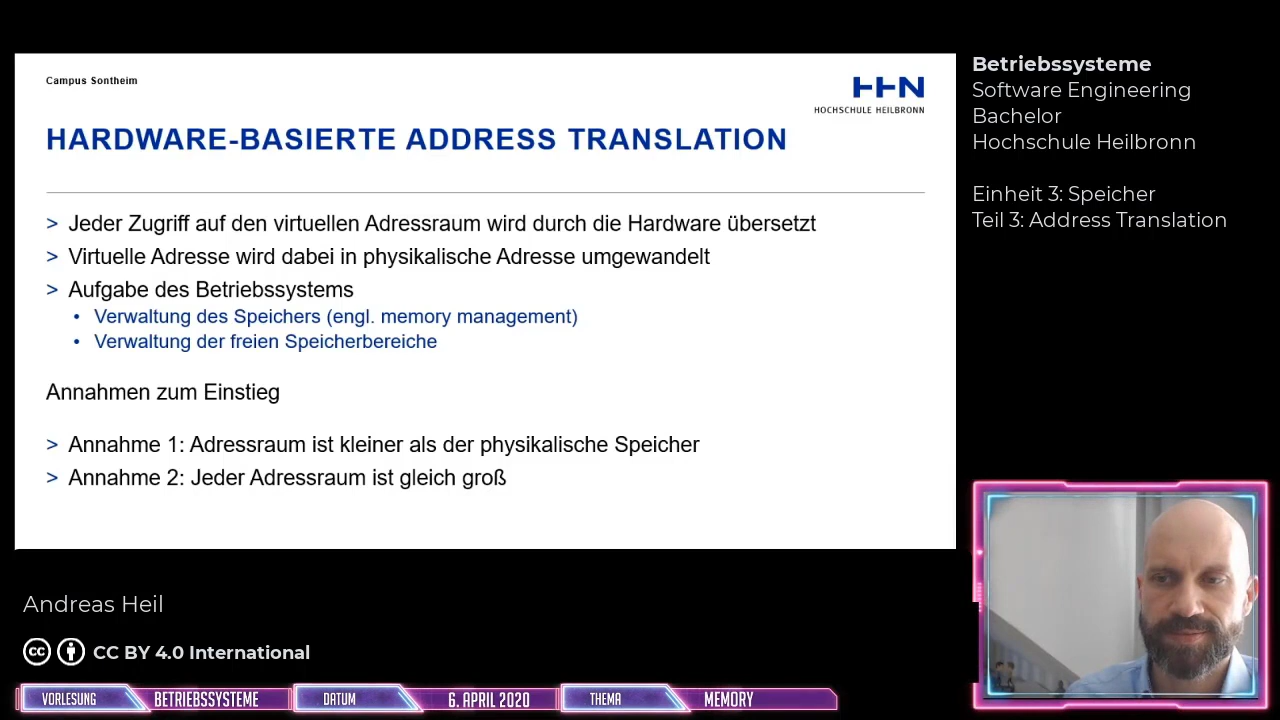 Campus Sontheim
HHN
HOCHSCHULE HEILBRONN
HARDWARE-BASIERTE ADDRESS TRANSLATION
> Jeder Zugriff auf den virtuellen Adressraum wird durch die Hardware übersetzt
> Virtuelle Adresse wird dabei in physikalische Adresse umgewandelt
> Aufgabe des Betriebssystems
• Verwaltung des Speichers (engl. memory management)
• Verwaltung der freien Speicherbereiche
Annahmen zum Einstieg
> Annahme 1: Adressraum ist kleiner als der physikalische Speicher
> Annahme 2: Jeder Adressraum ist gleich groß
Betriebssysteme
Software Engineering
Bachelor
Hochschule Heilbronn
Einheit 3: Speicher
Teil 3: Address Translation
Andreas Heil
cc CC BY 4.0 International
VORLESUNG BETRIEBSSYSTEME DATUM 6. APRIL 2020 THEMA MEMORY